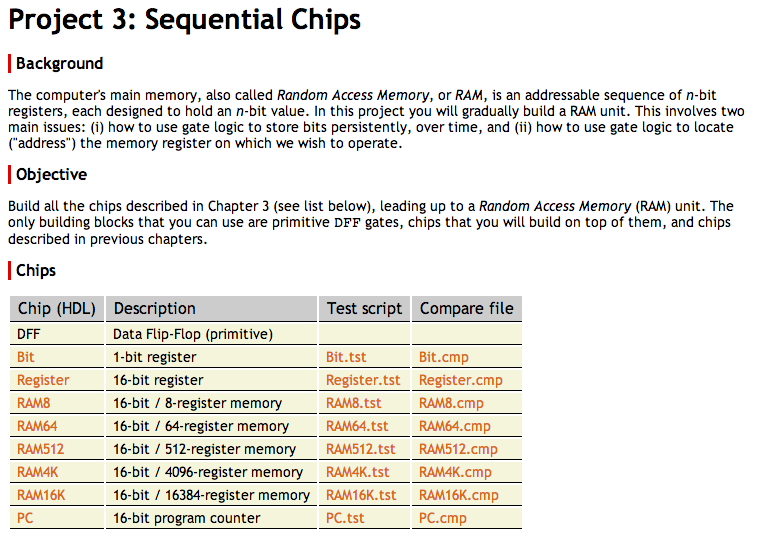 Project 3: Sequential Chips
Background
The computer's main memory, also called Random Access Memory, or RAM, is an addressable sequence of n-bit
registers, each designed to hold an n-bit value. In this project you will gradually build a RAM unit. This involves two
main issues: (i) how to use gate logic to store bits persistently, over time, and (ii) how to use gate logic to locate
("address") the memory register on which we wish to operate.
Objective
Build all the chips described in Chapter 3 (see list below), leading up to a Random Access Memory (RAM) unit. The
only building blocks that you can use are primitive DFF gates, chips that you will build on top of them, and chips
described in previous chapters.
Chips
Chip (HDL) Description Test script Compare file
DFF Data Flip-Flop (primitive)
Bit 1-bit register Bit.tst Bit.cmp
Register 16-bit register Register.tst Register.cmp
RAM8 16-bit / 8-register memory RAM8.tst RAM8.cmp
RAM64 16-bit / 64-register memory RAM64.tst RAM64.cmp
RAM512 16-bit / 512-register memory RAM512.tst RAM512.cmp
RAM4K 16-bit / 4096-register memory RAM4K.tst RAM4K.cmp
RAM16K 16-bit / 16384-register memory RAM16K.tst RAM16K.cmp
PC 16-bit program counter PC.tst PC.cmp